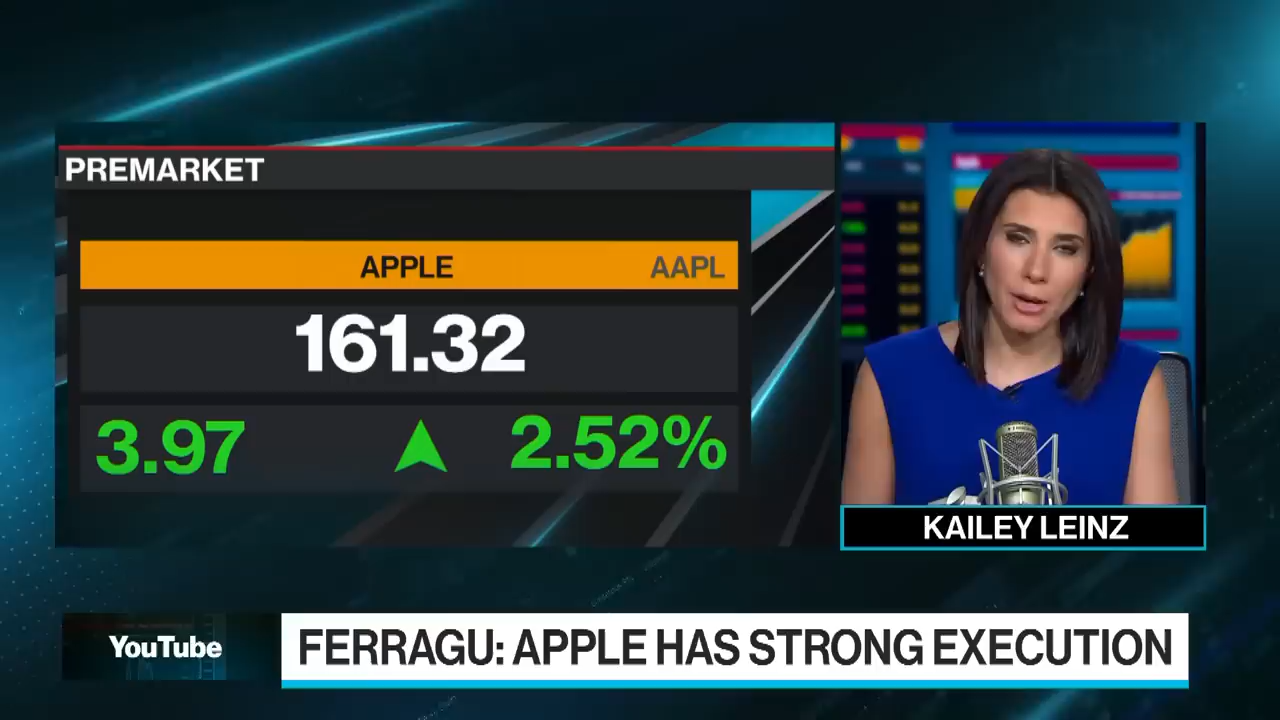 PREMARKET
APPLE AAPL
161.32
3.97 2.52%
KAILEY LEINZ
YouTube
FERRAGU: APPLE HAS STRONG EXECUTION